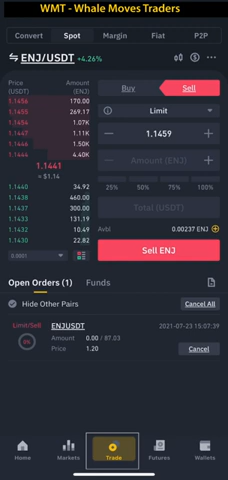 WMT - Whale Moves Traders
Convert Spot Margin Fiat P2P
ENJ/USDT +4.26%
Price (USDT) Amount (ENJ)
1.1456 170.00
1.1455 269.17
1.1454 1.07K
1.1447 1.11K
1.1446 1.50K
1.1444 4.40K
1.1441
≈ $1.14
1.1440 34.92
1.1438 460.00
1.1437 300.00
1.1433 131.19
1.1432 10.49
1.1430 22.82
0.0001
Buy Sell
Limit
1.1459
Amount (ENJ)
25% 50% 75% 100%
Total (USDT)
Avbl 0.00237 ENJ
Sell ENJ
Open Orders (1) Funds
Hide Other Pairs Cancel All
Limit/Sell ENJUSDT 2021-07-23 15:07:39
0% Amount 0.00 / 87.03
Price 1.20 Cancel
Home Markets Trade Futures Wallets